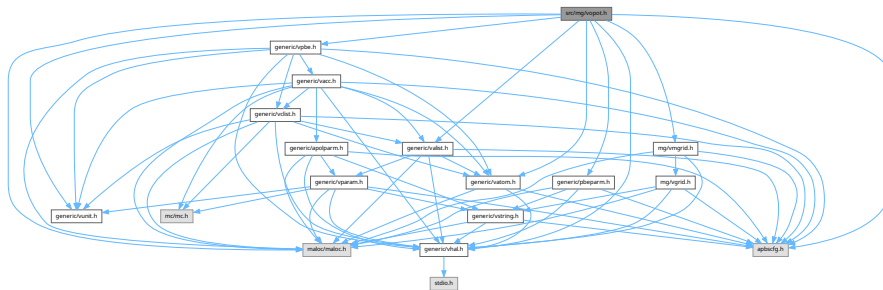 src/mg/vopot.h
generic/vpbe.h
generic/vacc.h
generic/vclist.h
generic/apolparm.h
generic/valist.h
mg/vmgrid.h
generic/vparam.h
generic/vatom.h
generic/pbeparm.h
mg/vgrid.h
generic/vunit.h
mc/mc.h
generic/vstring.h
maloc/maloc.h
generic/vhal.h
apbscfg.h
stdio.h